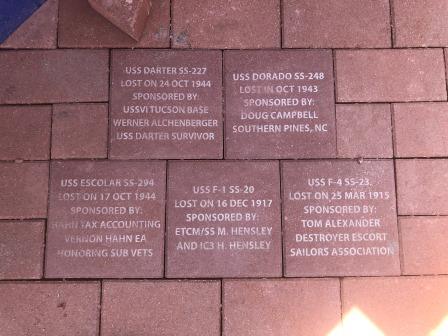 USS DARTER SS-227
LOST ON 24 OCT 1944
SPONSORED BY:
USSVI TUCSON BASE
WERNER ALCHENBERGER
USS DARTER SURVIVOR
USS DORADO SS-248
LOST IN OCT 1943
SPONSORED BY:
DOUG CAMPBELL
SOUTHERN PINES, NC
USS ESCOLAR SS-294
LOST ON 17 OCT 1944
SPONSORED BY:
HAHN TAX ACCOUNTING
VERNON HAHN EA
HONORING SUB VETS
USS F-1 SS-20
LOST ON 16 DEC 1917
SPONSORED BY:
ETCM/SS M. HENSLEY
AND IC3 H. HENSLEY
USS F-4 SS-23.
LOST ON 25 MAR 1915
SPONSORED BY:
TOM ALEXANDER
DESTROYER ESCORT
SAILORS ASSOCIATION